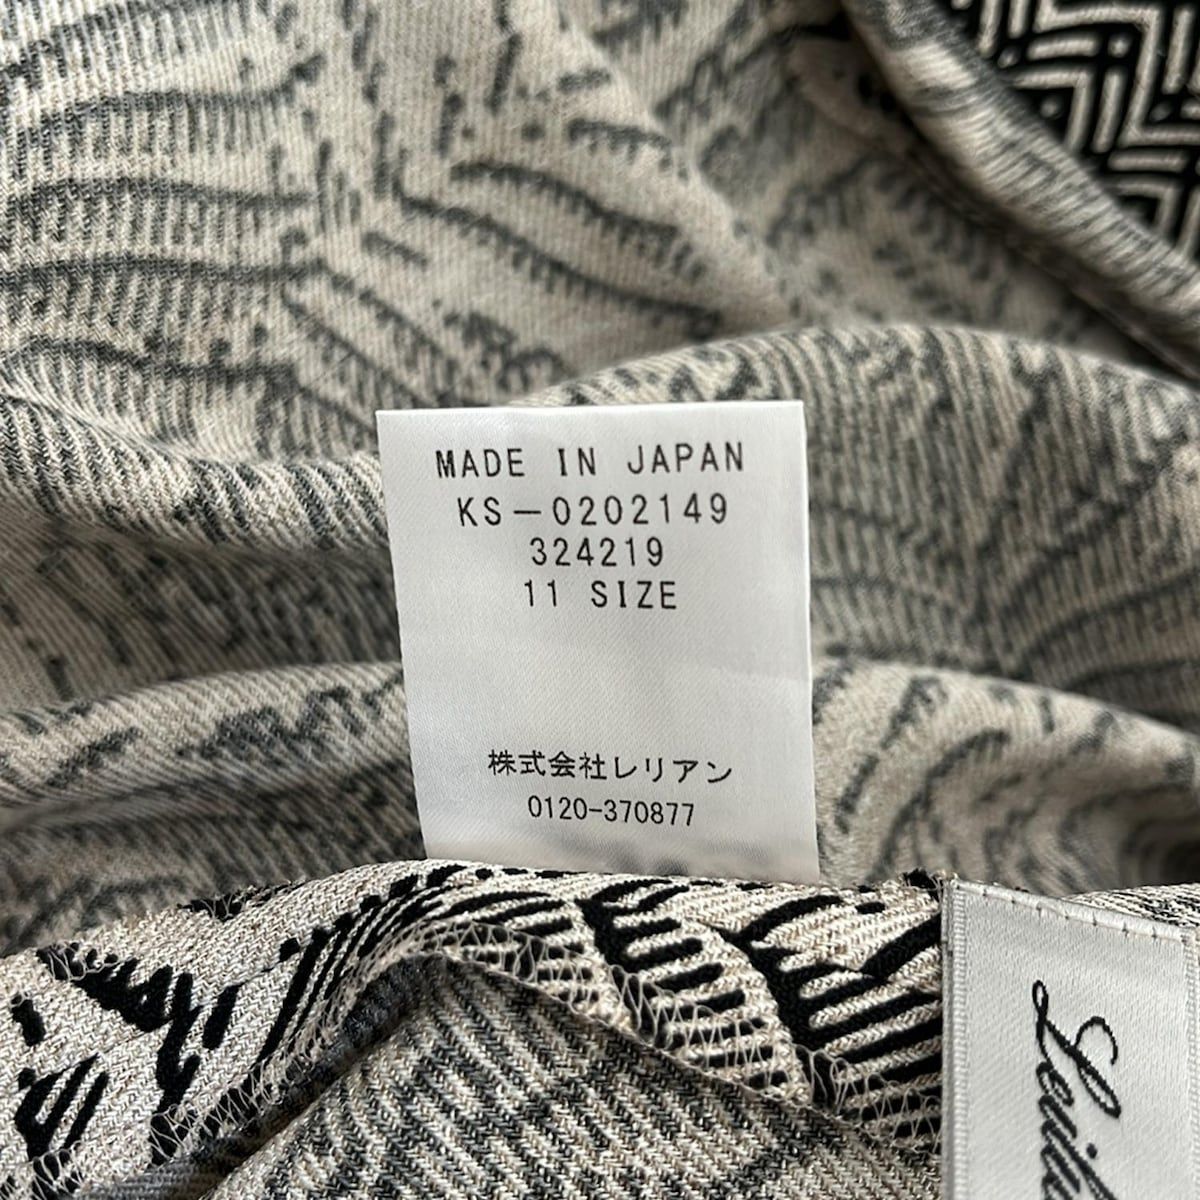 MADE IN JAPAN
KS-0202149
324219
11 SIZE
株式会社レリアン
0120-370877